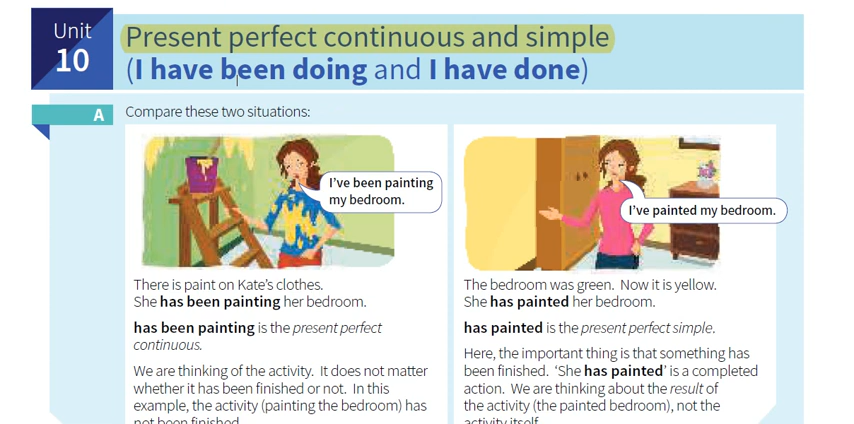 Unit
10
Present perfect continuous and simple
(I have been doing and I have done)
A
Compare these two situations:
I've been painting
my bedroom.
There is paint on Kate's clothes.
She has been painting her bedroom.
has been painting is the present perfect
continuous.
We are thinking of the activity. It does not matter
whether it has been finished or not. In this
example, the activity (painting the bedroom) has
not been finished.
I've painted my bedroom.
The bedroom was green. Now it is yellow.
She has painted her bedroom.
has painted is the present perfect simple.
Here, the important thing is that something has
been finished. 'She has painted' is a completed
action. We are thinking about the result of
the activity (the painted bedroom), not the
activity itself.